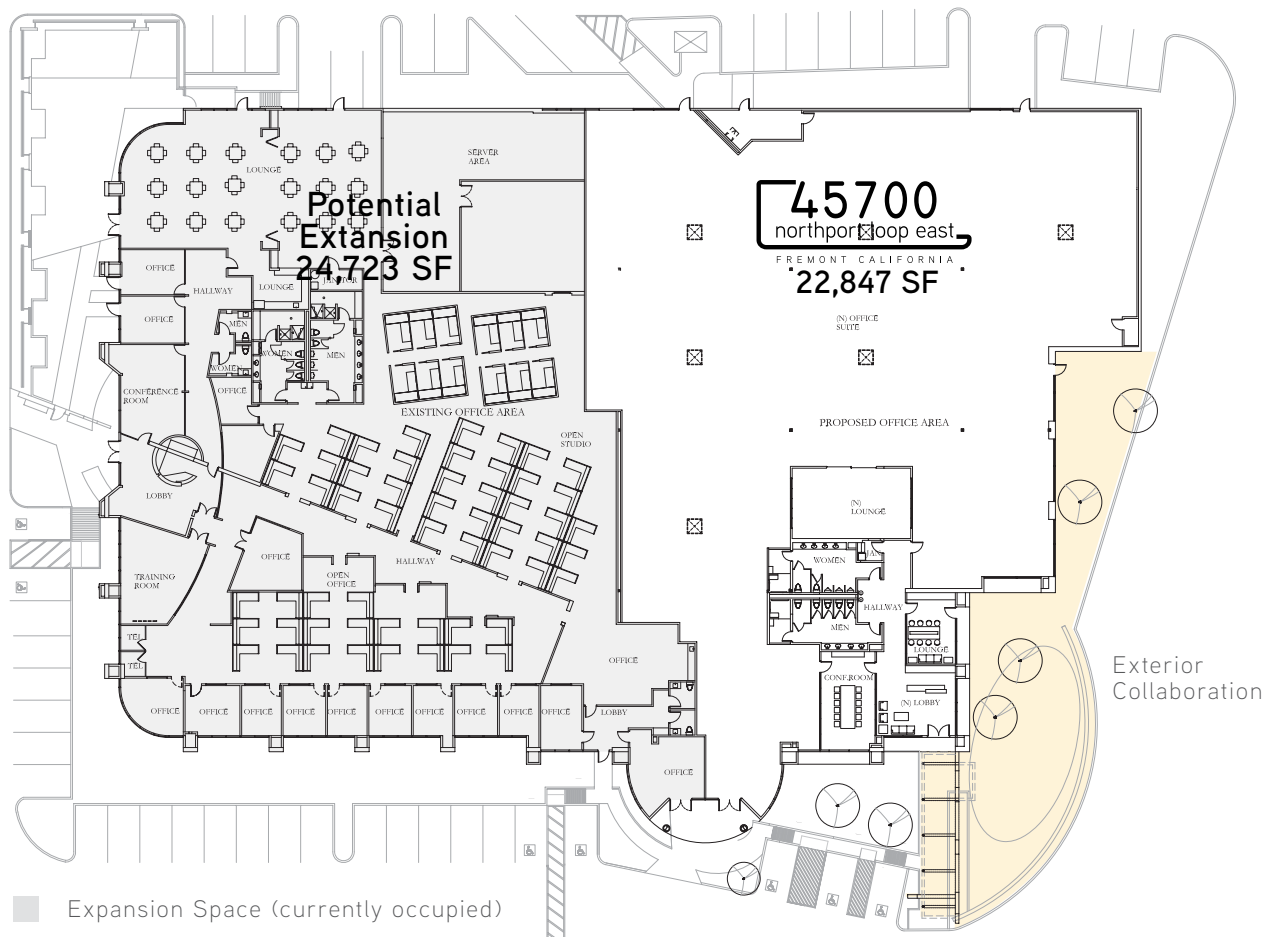 SERVER
AREA
LOUNGE
Potential
Extansion
24,723 SF
45700
northport loop east
FREMONT CALIFORNIA
22,847 SF
(N) OFFICE
SUITE
OFFICE
HALLWAY
LOUNGE
JANITOR
OFFICE
MEN
WOMEN
MEN
WOMEN
CONFERENCE
ROOM
OFFICE
EXISTING OFFICE AREA
OPEN
STUDIO
PROPOSED OFFICE AREA
LOBBY
(N)
LOUNGE
OFFICE
HALLWAY
TRAINING
ROOM
OPEN
OFFICE
WOMEN
JAN
HALLWAY
MEN
TEL
TEL
OFFICE
LOUNGE
CONF.ROOM
Exterior
Collaboration
OFFICE
OFFICE
OFFICE
OFFICE
OFFICE
OFFICE
OFFICE
OFFICE
OFFICE
OFFICE
LOBBY
(N) LOBBY
OFFICE
Expansion Space (currently occupied)